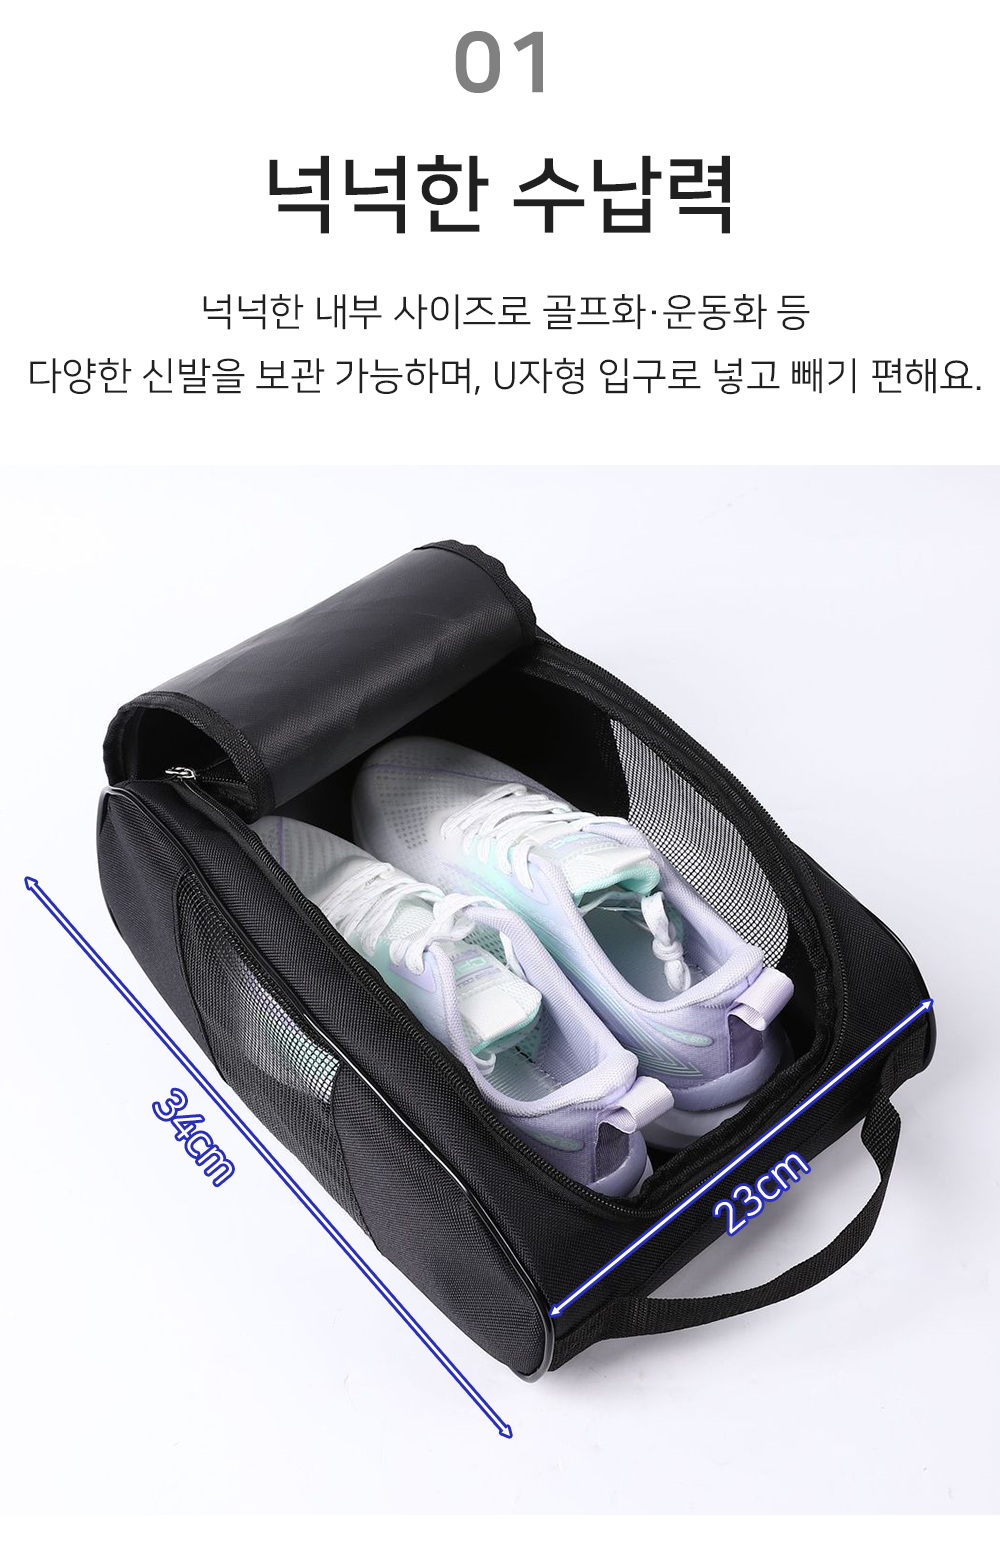 01
넉넉한 수납력
넉넉한 내부 사이즈로 골프화·운동화 등
다양한 신발을 보관 가능하며, U자형 입구로 넣고 빼기 편해요.
34cm
23cm